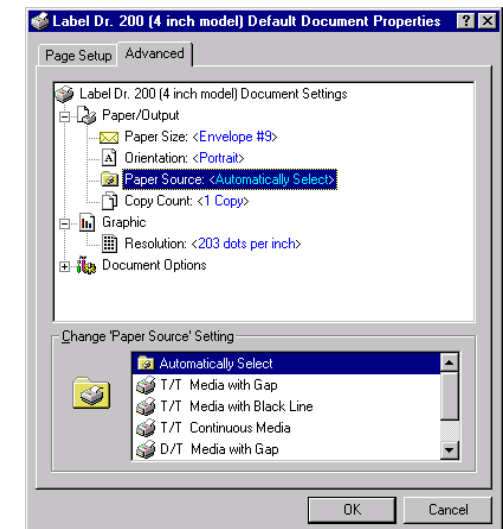 Label Dr. 200 (4 inch model) Default Document Properties
Page Setup
Advanced
Label Dr. 200 (4 inch model) Document Settings
Paper/Output
Paper Size: <Envelope #9>
Orientation: <Portrait>
Paper Source: <Automatically Select>
Copy Count: <1 Copy>
Graphic
Resolution: <203 dots per inch>
Document Options
Change 'Paper Source' Setting
Automatically Select
T/T Media with Gap
T/T Media with Black Line
T/T Continuous Media
D/T Media with Gap
OK
Cancel